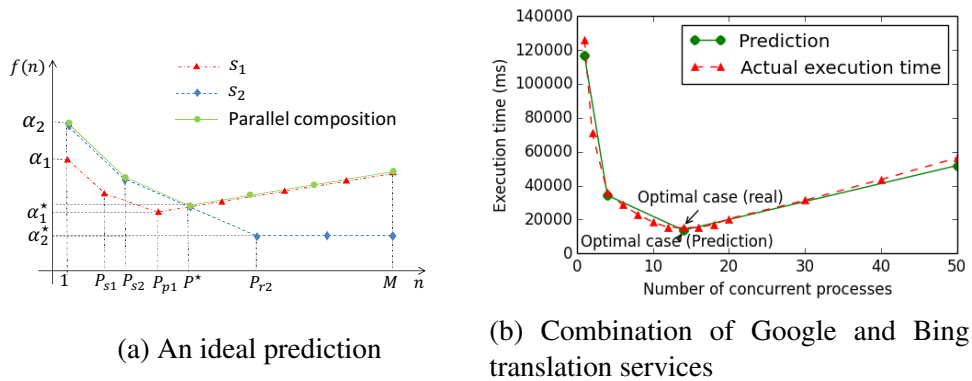 f(n)
s₁
s₂
Parallel composition
α₂
α₁
α₁*
α₂*
1 Pₛ₁ Pₛ₂ Pₚ₁ P* Pᵣ₂ M n
(a) An ideal prediction
140000
120000
100000
80000
60000
40000
20000
0
Execution time (ms)
Prediction
Actual execution time
Optimal case (real)
Optimal case (Prediction)
0 10 20 30 40 50
Number of concurrent processes
(b) Combination of Google and Bing
translation services